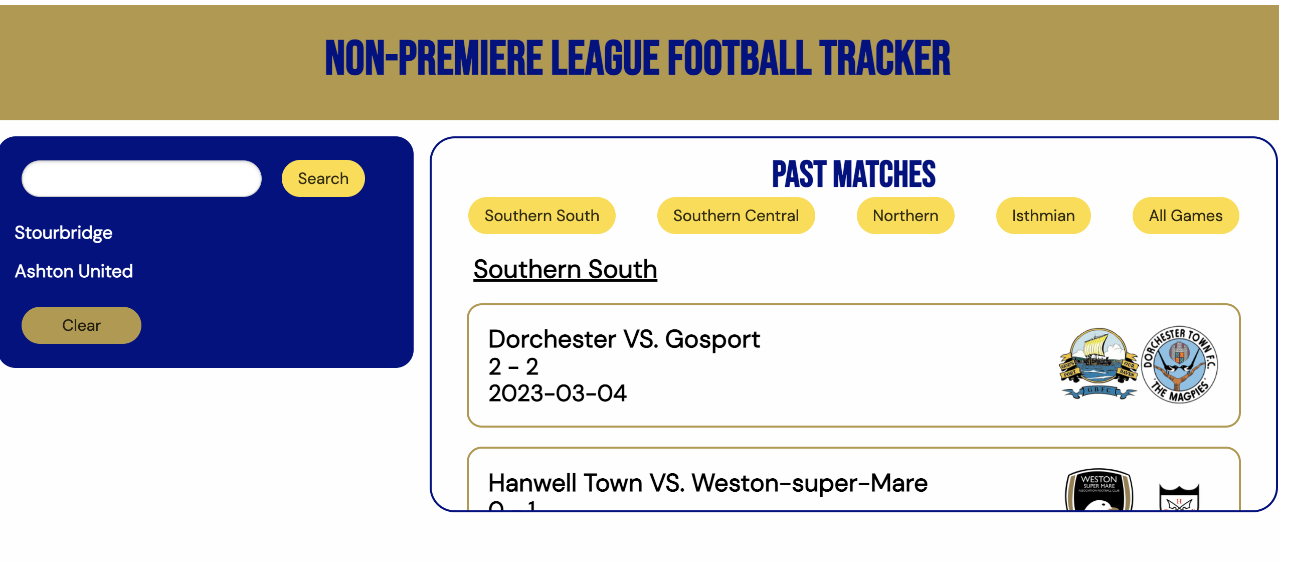 NON-PREMIERE LEAGUE FOOTBALL TRACKER
Search
Stourbridge
Ashton United
Clear
PAST MATCHES
Southern South
Southern Central
Northern
Isthmian
All Games
Southern South
Dorchester VS. Gosport
2 - 2
2023-03-04
DORCHESTER TOWN F.C.
'THE MAGPIES'
Hanwell Town VS. Weston-super-Mare
0 - 1
WESTON
SUPER MARE